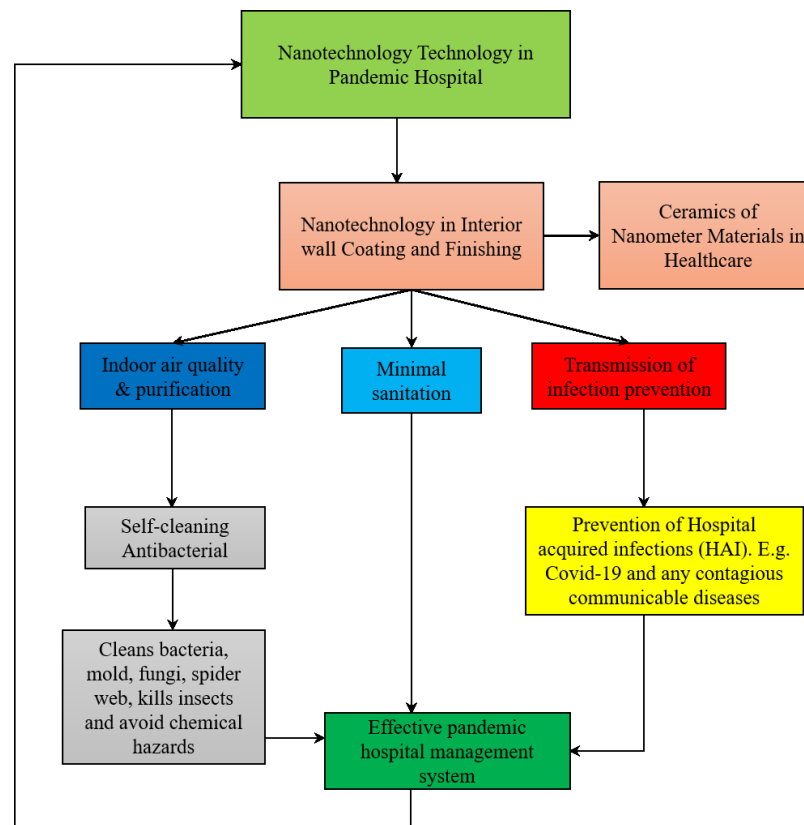 Nanotechnology Technology in
Pandemic Hospital
Nanotechnology in Interior
wall Coating and Finishing
Ceramics of
Nanometer Materials in
Healthcare
Indoor air quality
& purification
Minimal
sanitation
Transmission of
infection prevention
Self-cleaning
Antibacterial
Prevention of Hospital
acquired infections (HAI). E.g.
Covid-19 and any contagious
communicable diseases
Cleans bacteria,
mold, fungi, spider
web, kills insects
and avoid chemical
hazards
Effective pandemic
hospital management
system